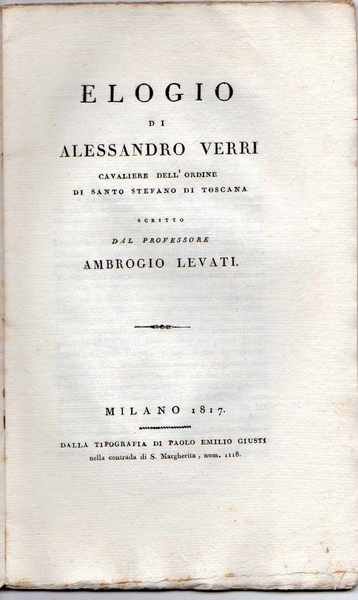 ELOGIO
DI
ALESSANDRO VERRI
CAVALIERE DELL' ORDINE
DI SANTO STEFANO DI TOSCANA
SCRITTO
DAL PROFESSORE
AMBROGIO LEVATI.
MILANO 1817.
DALLA TIPOGRAFIA DI PAOLO EMILIO GIUSTI
nella contrada di S. Margherita, num. 1118.